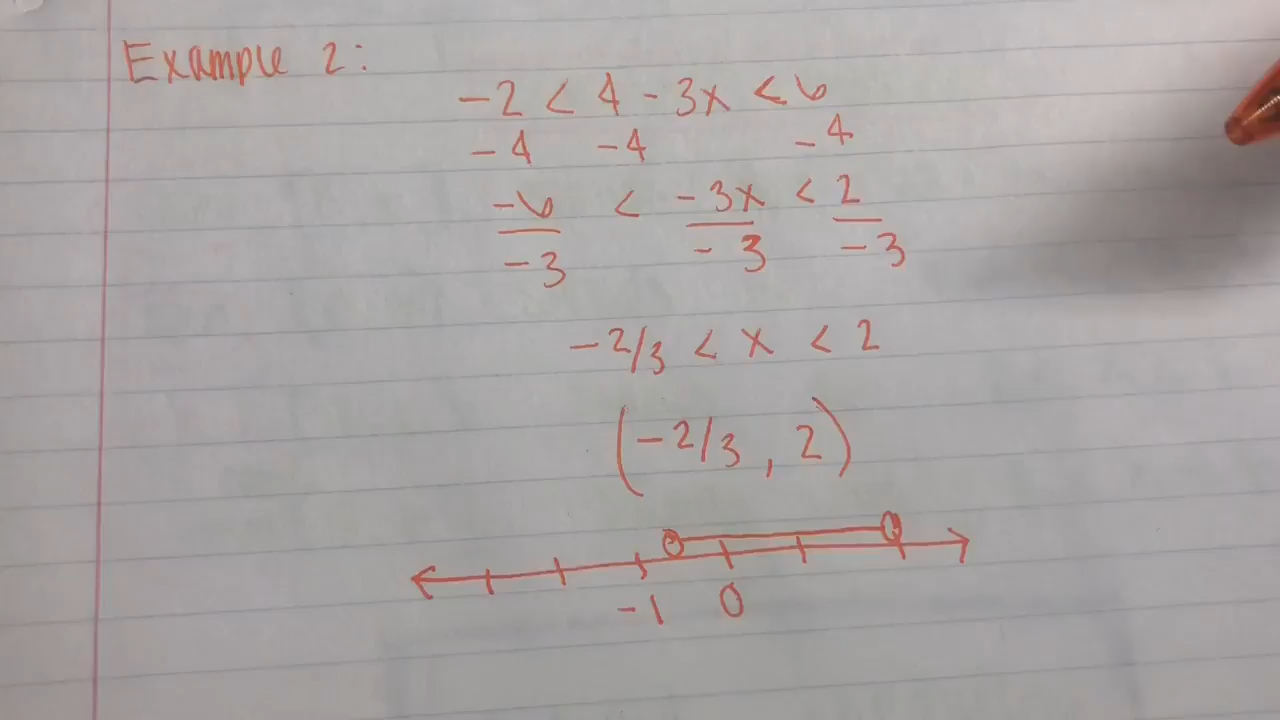 Example 2:
-2 < 4 - 3x < 6
-4 -4 -4
-6 < -3x < 2
-3 -3 -3
-2/3 < x < 2
(-2/3, 2)
-1 0